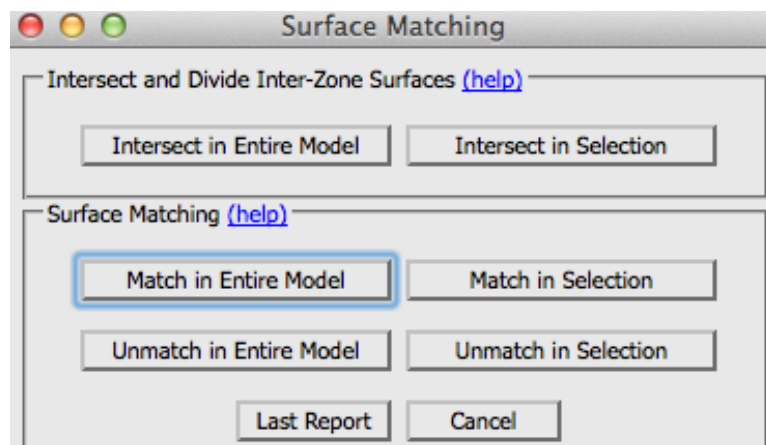 Surface Matching
Intersect and Divide Inter-Zone Surfaces (help)
Intersect in Entire Model Intersect in Selection
Surface Matching (help)
Match in Entire Model Match in Selection
Unmatch in Entire Model Unmatch in Selection
Last Report Cancel